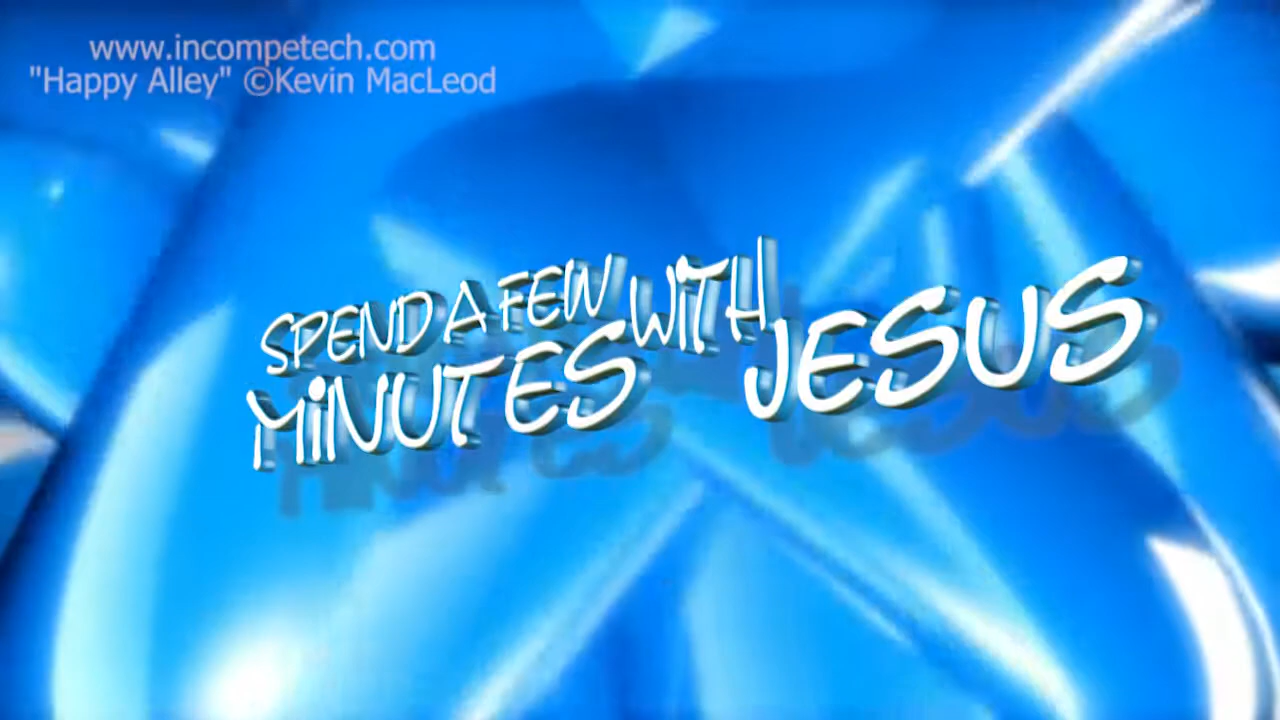 www.incompetech.com
"Happy Alley" ©Kevin MacLeod
SPEND A FEW
MiNUTES
WiTH
JESUS